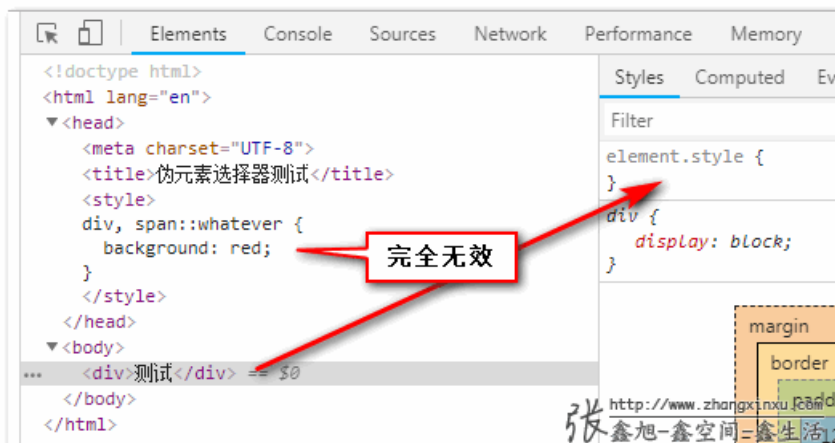 Elements Console Sources Network Performance Memory
<!doctype html>
<html lang="en">
▼<head>
<meta charset="UTF-8">
<title>伪元素选择器测试</title>
<style>
div, span::whatever {
background: red;
}
</style>
</head>
▼<body>
... <div>测试</div> == $0
</body>
</html>
完全无效
Styles Computed Ev
Filter
element.style {
}
div {
display: block;
}
margin
border
padd
张
http://www.zhangxinxu.com
鑫旭-鑫空间=鑫生活